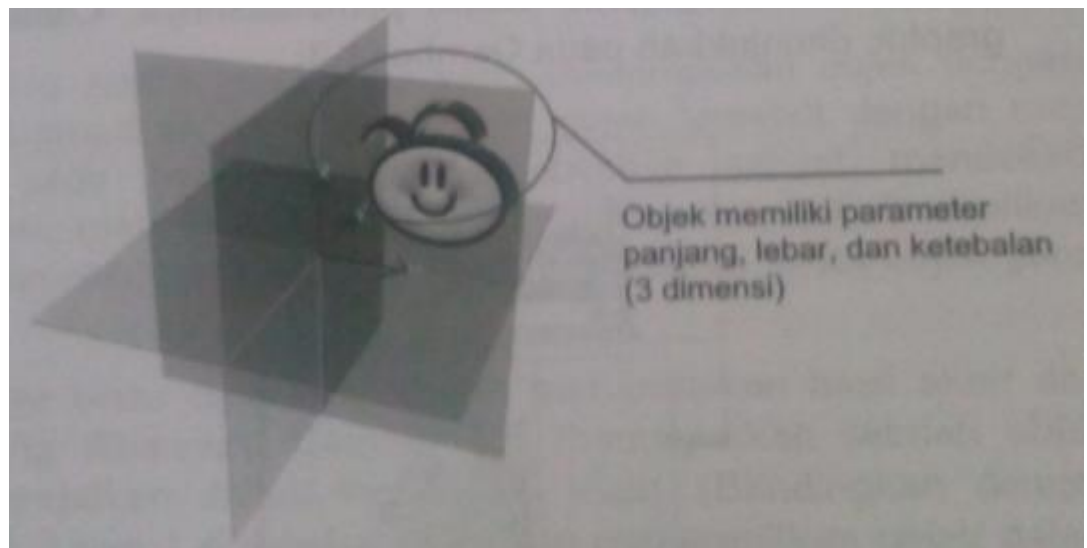 Objek memiliki parameter
panjang, lebar, dan ketebalan
(3 dimensi)